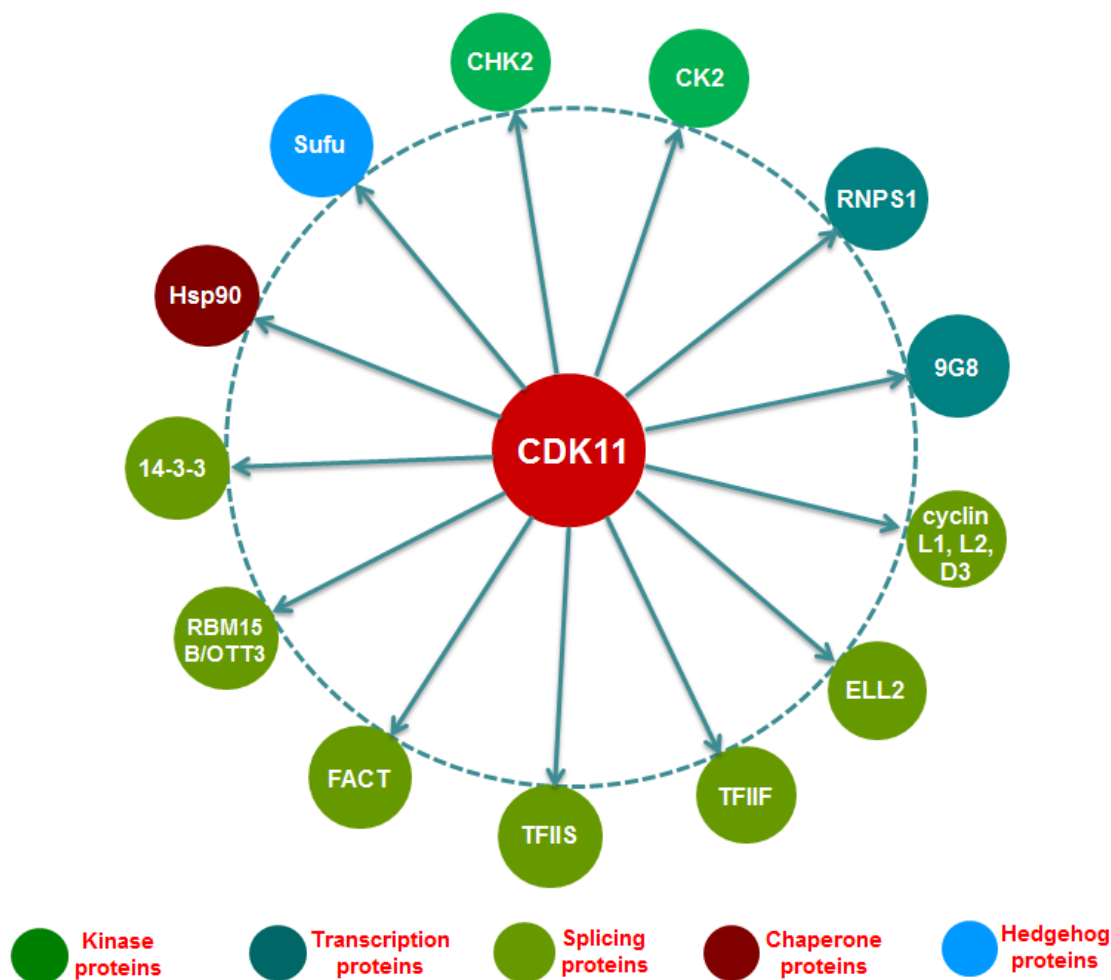 CHK2
CK2
Sufu
RNPS1
Hsp90
9G8
CDK11
14-3-3
cyclin
L1, L2,
D3
RBM15
B/OTT3
ELL2
FACT
TFIIF
TFIIS
Kinase
proteins
Transcription
proteins
Splicing
proteins
Chaperone
proteins
Hedgehog
proteins